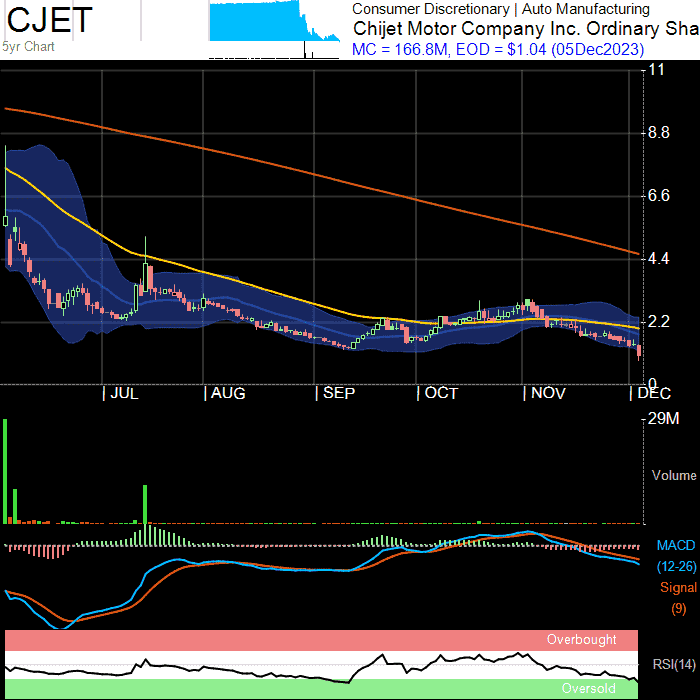 CJET
5yr Chart
Consumer Discretionary | Auto Manufacturing
Chijet Motor Company Inc. Ordinary Sha
MC = 166.8M, EOD = $1.04 (05Dec2023)
11
8.8
6.6
4.4
2.2
0
JUL AUG SEP OCT NOV DEC
29M
Volume
MACD
(12-26)
Signal
(9)
Overbought
RSI(14)
Oversold